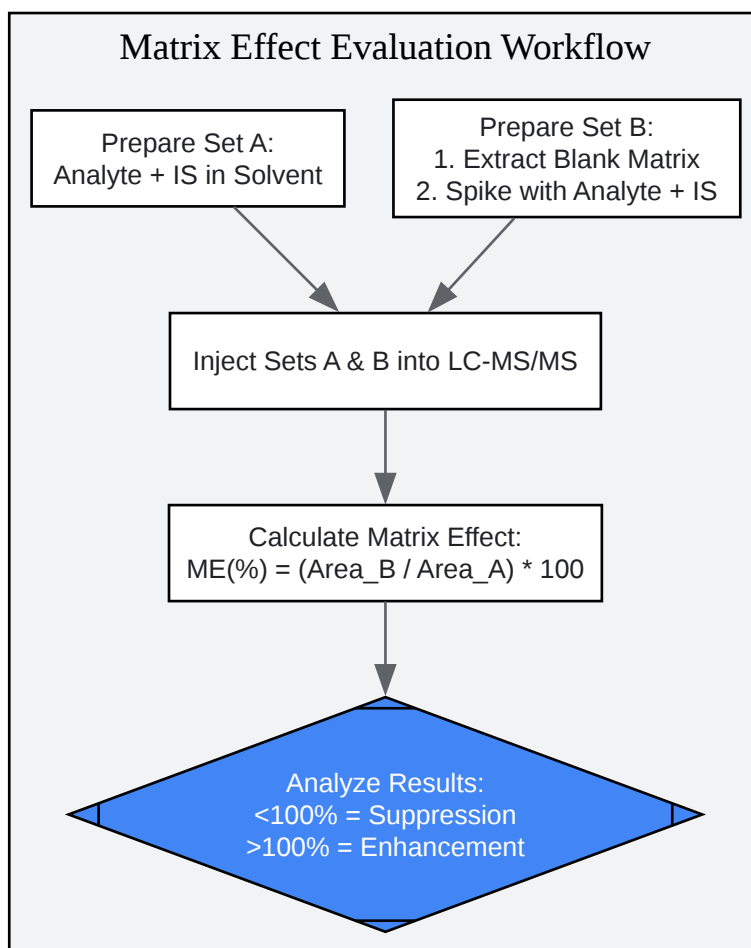 Matrix Effect Evaluation Workflow
Prepare Set A:
Analyte + IS in Solvent
Prepare Set B:
1. Extract Blank Matrix
2. Spike with Analyte + IS
Inject Sets A & B into LC-MS/MS
Calculate Matrix Effect:
ME(%) = (Area_B / Area_A) * 100
Analyze Results:
<100% = Suppression
>100% = Enhancement